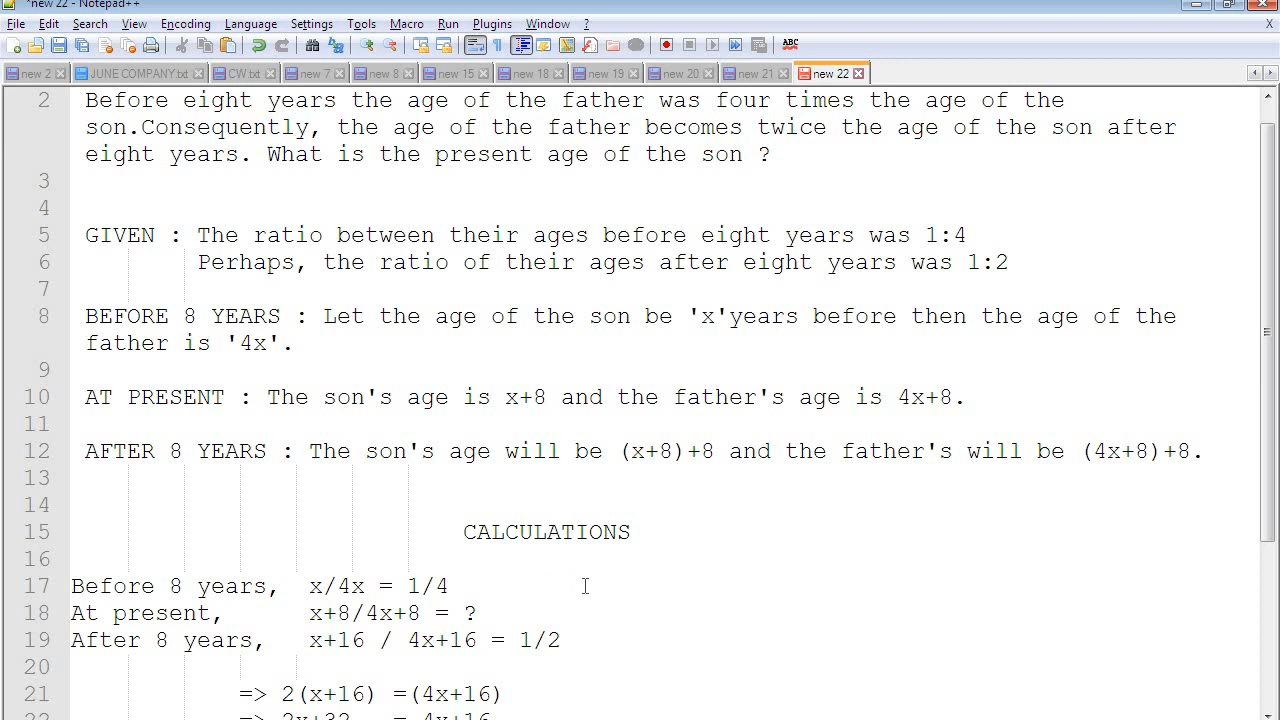 *new 22 - Notepad++
File Edit Search View Encoding Language Settings Tools Macro Run Plugins Window ? X
ABC
new 2 JUBE COMPANY.txt CW.txt new 7 new 8 new 15 new 18 new 19 new 20 new 21 new 22
2 Before eight years the age of the father was four times the age of the
son.Consequently, the age of the father becomes twice the age of the son after
eight years. What is the present age of the son ?
3
4
5 GIVEN : The ratio between their ages before eight years was 1:4
6 Perhaps, the ratio of their ages after eight years was 1:2
7
8 BEFORE 8 YEARS : Let the age of the son be 'x'years before then the age of the
father is '4x'.
9
10 AT PRESENT : The son's age is x+8 and the father's age is 4x+8.
11
12 AFTER 8 YEARS : The son's age will be (x+8)+8 and the father's will be (4x+8)+8.
13
14
15 CALCULATIONS
16
17 Before 8 years, x/4x = 1/4
18 At present, x+8/4x+8 = ?
19 After 8 years, x+16 / 4x+16 = 1/2
20
21 => 2(x+16) =(4x+16)
22 => 2x+32 = 4x+16